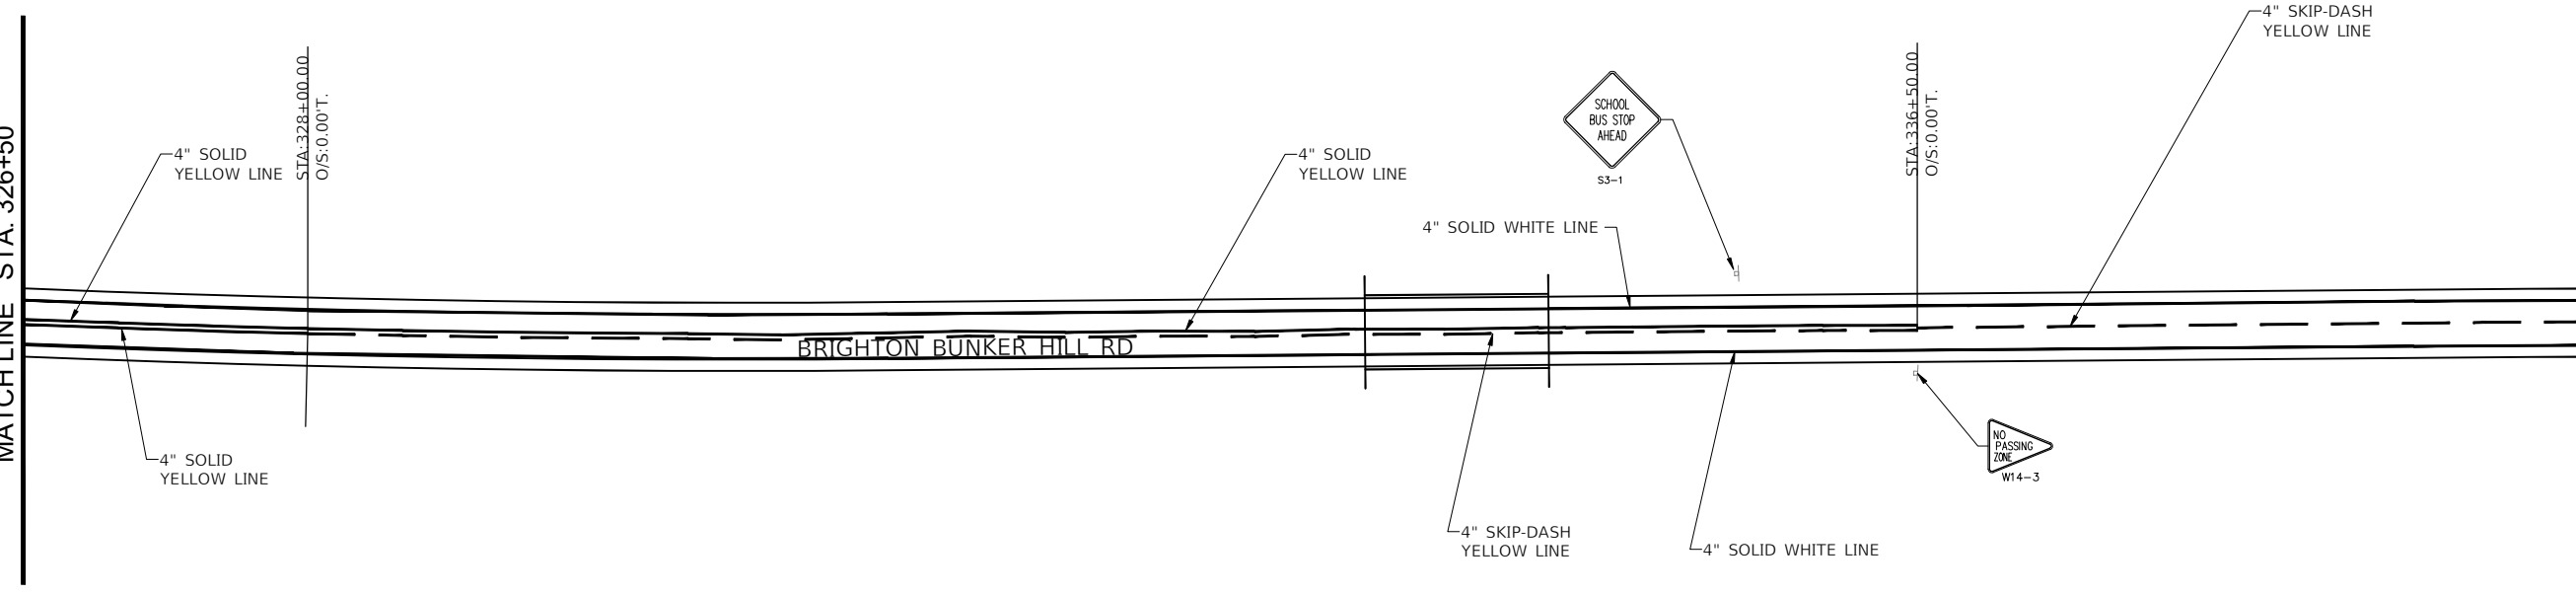 MATCH LINE STA. 326+50
4" SOLID
YELLOW LINE
STA:328+00.00
O/S:0.00'T.
4" SOLID
YELLOW LINE
4" SOLID
YELLOW LINE
BRIGHTON BUNKER HILL RD
4" SOLID WHITE LINE
SCHOOL
BUS STOP
AHEAD
S3-1
4" SKIP-DASH
YELLOW LINE
4" SOLID WHITE LINE
STA:336+50.00
O/S:0.00'T.
4" SKIP-DASH
YELLOW LINE
NO
PASSING
ZONE
W14-3